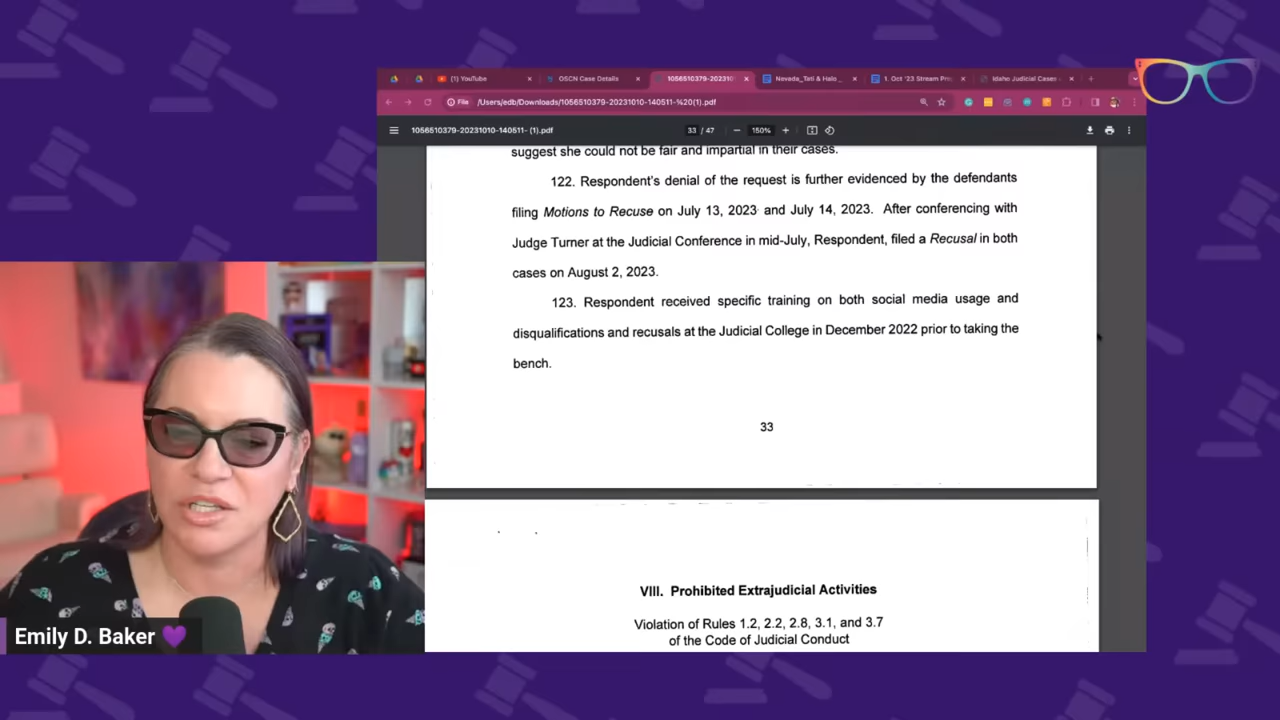 (1) YouTube
OSCN Case Details
1056510379-20231010
Nevada_Tati & Halo
1. Oct '23 Stream Pre
Idaho Judicial Cases
File
/Users/edb/Downloads/1056510379-20231010-140511-%20(1).pdf
1056510379-20231010-140511- (1).pdf
33 / 47
150%
suggest she could not be fair and impartial in their cases.
122. Respondent's denial of the request is further evidenced by the defendants
filing Motions to Recuse on July 13, 2023 and July 14, 2023. After conferencing with
Judge Turner at the Judicial Conference in mid-July, Respondent, filed a Recusal in both
cases on August 2, 2023.
123. Respondent received specific training on both social media usage and
disqualifications and recusals at the Judicial College in December 2022 prior to taking the
bench.
33
VIII. Prohibited Extrajudicial Activities
Violation of Rules 1.2, 2.2, 2.8, 3.1, and 3.7
of the Code of Judicial Conduct
Emily D. Baker 💜